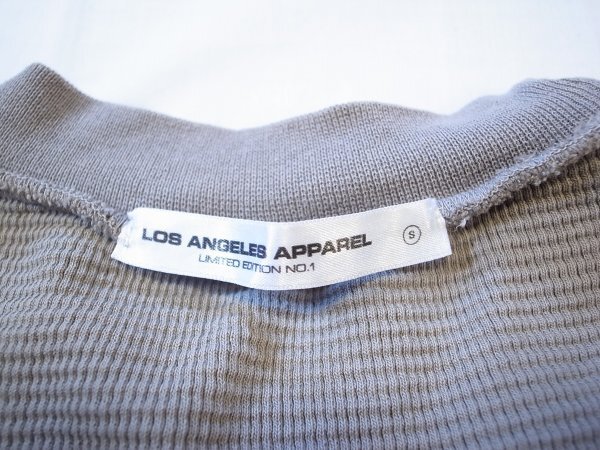 LOS ANGELES APPAREL S
LIMITED EDITION NO.1